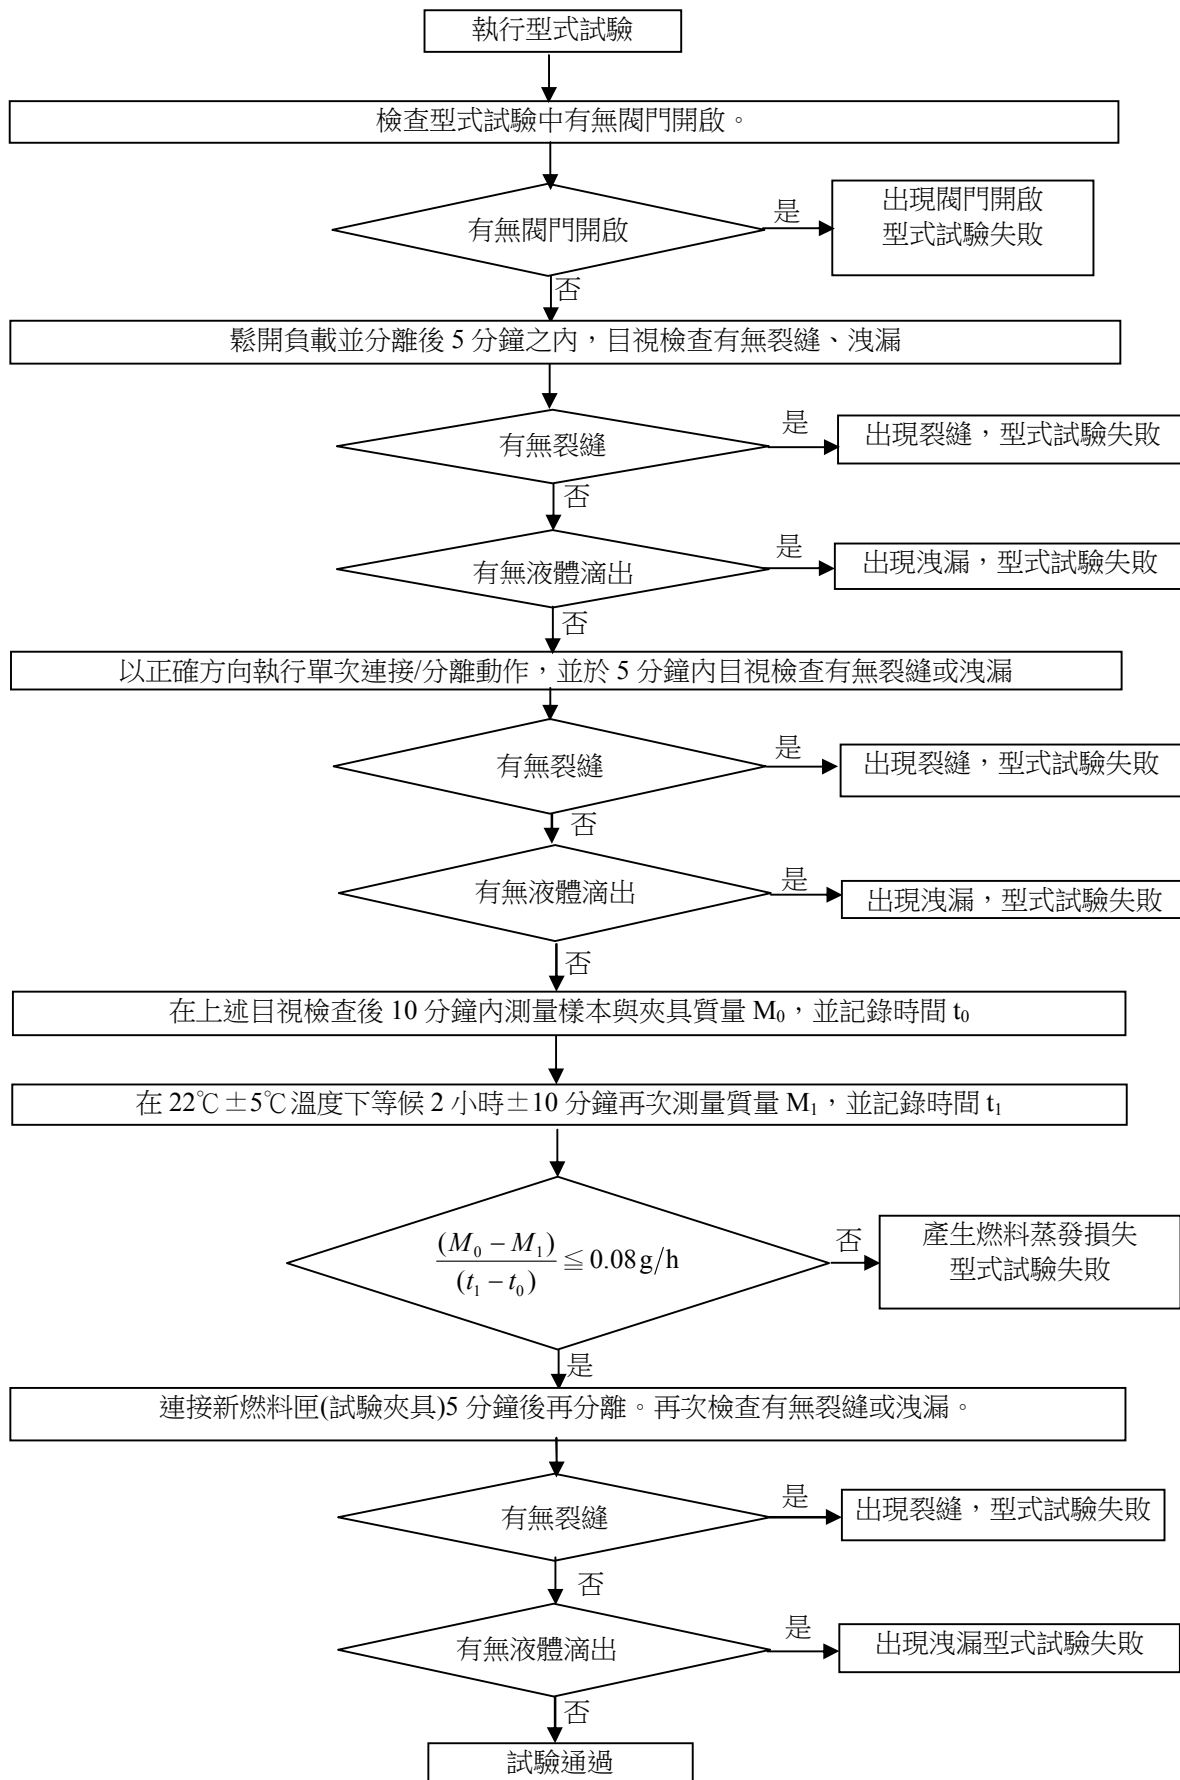 執行型式試驗
檢查型式試驗中有無閥門開啟。
有無閥門開啟
是
出現閥門開啟
型式試驗失敗
否
鬆開負載並分離後 5 分鐘之內，目視檢查有無裂縫、洩漏
有無裂縫
是
出現裂縫，型式試驗失敗
否
有無液體滴出
是
出現洩漏，型式試驗失敗
否
以正確方向執行單次連接/分離動作，並於 5 分鐘內目視檢查有無裂縫或洩漏
有無裂縫
是
出現裂縫，型式試驗失敗
否
有無液體滴出
是
出現洩漏，型式試驗失敗
否
在上述目視檢查後 10 分鐘內測量樣本與夾具質量 M₀，並記錄時間 t₀
在 22℃±5℃溫度下等候 2 小時±10 分鐘再次測量質量 M₁，並記錄時間 t₁
(M₀ − M₁)/(t₁ − t₀) ≦ 0.08 g/h
否
產生燃料蒸發損失
型式試驗失敗
是
連接新燃料匣(試驗夾具)5 分鐘後再分離。再次檢查有無裂縫或洩漏。
有無裂縫
是
出現裂縫，型式試驗失敗
否
有無液體滴出
是
出現洩漏型式試驗失敗
否
試驗通過